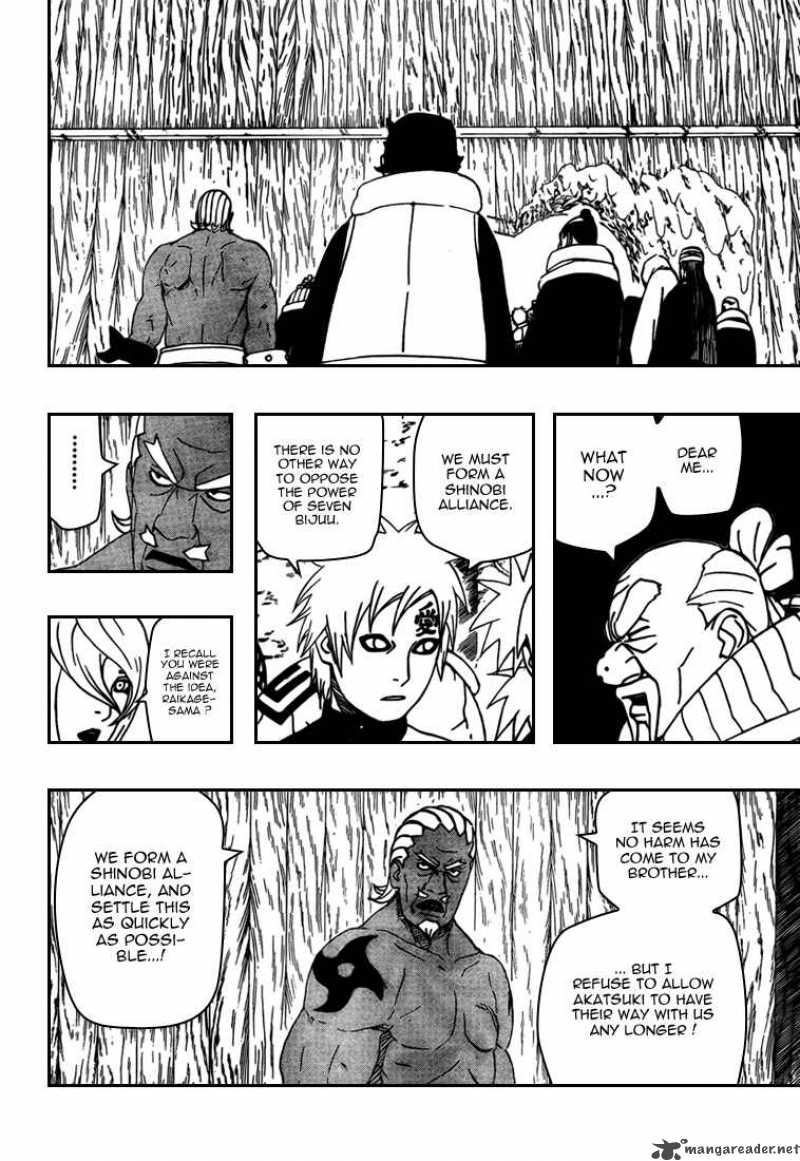 DEAR
ME...
WHAT
NOW
...?
WE MUST
FORM A
SHINOBI
ALLIANCE.
THERE IS NO
OTHER WAY
TO OPPOSE
THE POWER
OF SEVEN
BIJUU.
愛
.........
I RECALL
YOU WERE
AGAINST
THE IDEA,
RAIKAGE-
SAMA ?
IT SEEMS
NO HARM HAS
COME TO MY
BROTHER...
... BUT I
REFUSE TO ALLOW
AKATSUKI TO HAVE
THEIR WAY WITH US
ANY LONGER !
WE FORM A
SHINOBI AL-
LIANCE, AND
SETTLE THIS
AS QUICKLY
AS POSSI-
BLE...!
mangareader.net